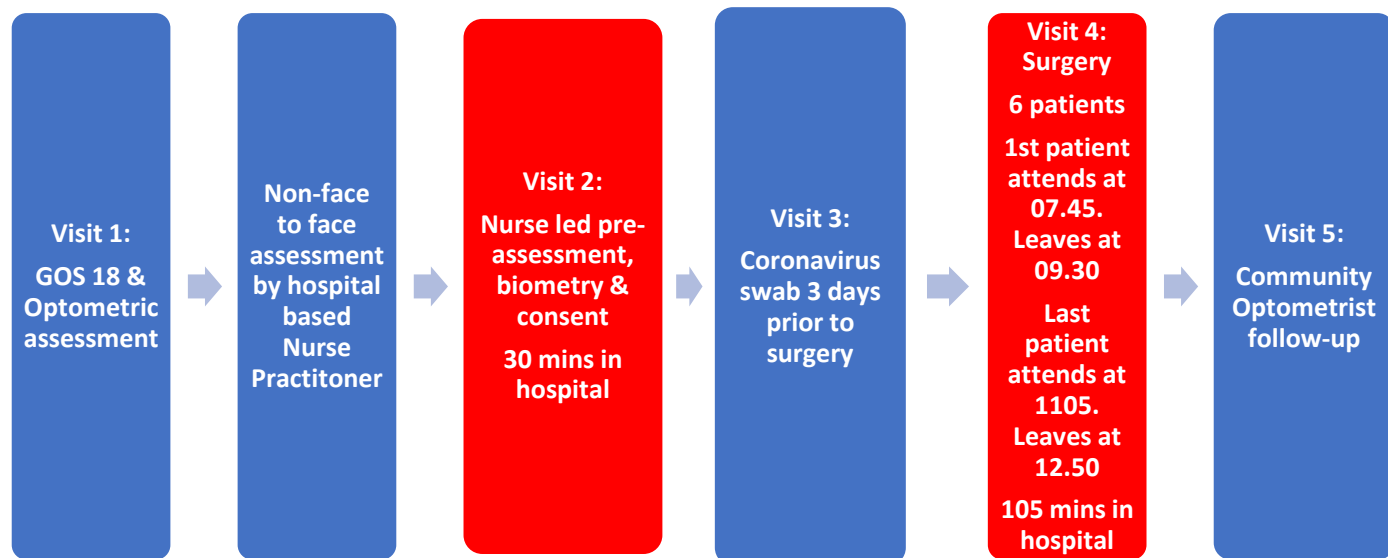 Visit 1:
GOS 18 &
Optometric
assessment
Non-face
to face
assessment
by hospital
based
Nurse
Practitoner
Visit 2:
Nurse led pre-
assessment,
biometry &
consent
30 mins in
hospital
Visit 3:
Coronavirus
swab 3 days
prior to
surgery
Visit 4:
Surgery
6 patients
1st patient
attends at
07.45.
Leaves at
09.30
Last
patient
attends at
1105.
Leaves at
12.50
105 mins in
hospital
Visit 5:
Community
Optometrist
follow-up